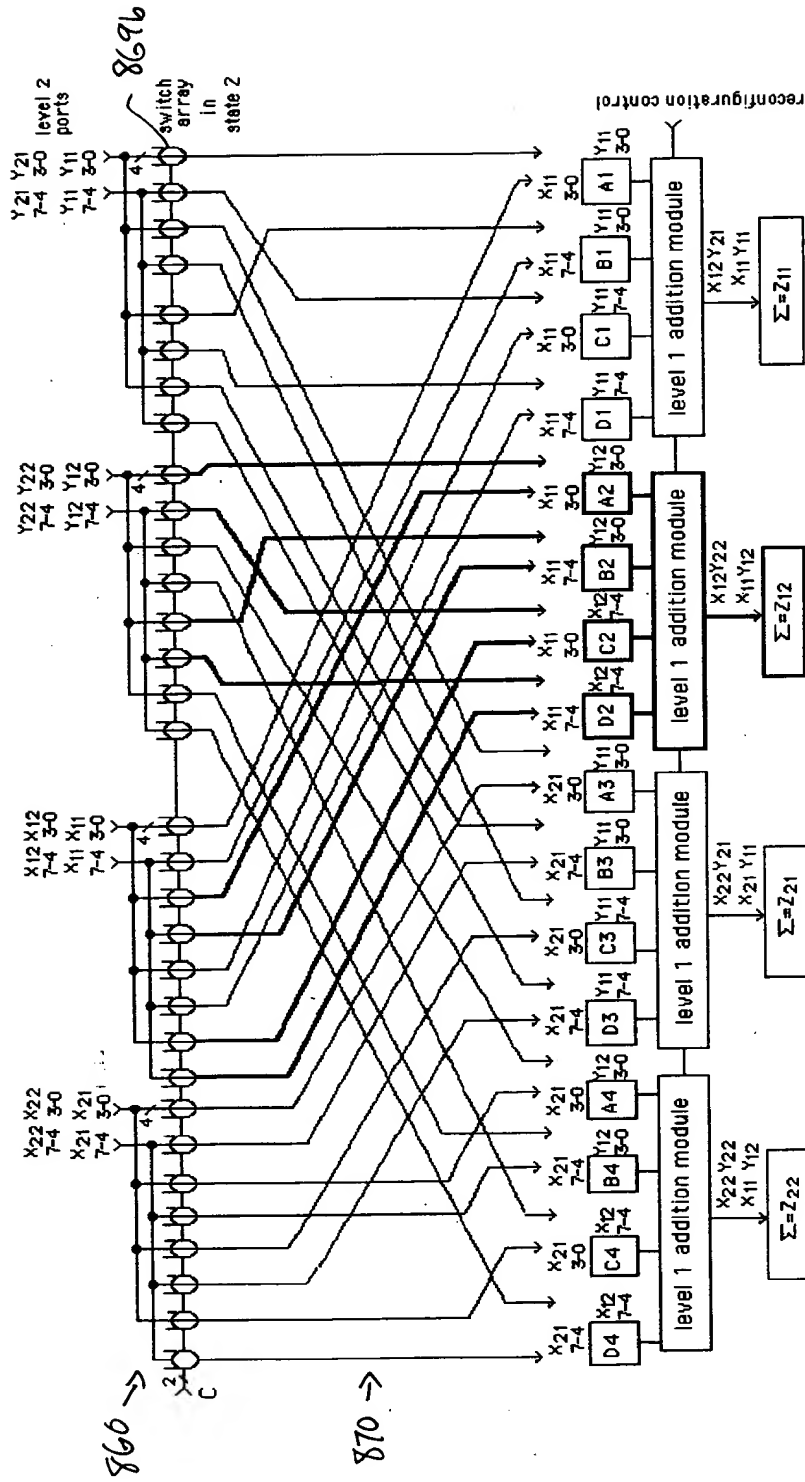 8696
level 2
ports
switch
array
in
state 2
Y21 Y21
7-4 3-0
Y11 Y11
7-4 3-0
4
Y22 Y22
7-4 3-0
Y12 Y12
7-4 3-0
4
X12 X12
7-4 3-0
X11 X11
7-4 3-0
4
X22 X22
7-4 3-0
X21 X21
7-4 3-0
4
2
C
866
870
X21 7-4 D4 X12 7-4
X21 3-0 C4 X12 7-4
X21 7-4 B4 Y12 3-0
X21 3-0 A4 Y12 3-0
X21 7-4 D3 Y11 7-4
X21 3-0 C3 Y11 7-4
X21 7-4 B3 Y11 3-0
X21 3-0 A3 Y11 3-0
X11 7-4 D2 X12 7-4
X11 3-0 C2 X12 7-4
X11 7-4 B2 Y12 3-0
X11 3-0 A2 Y12 3-0
X11 7-4 D1 Y11 7-4
X11 3-0 C1 Y11 7-4
X11 7-4 B1 Y11 3-0
X11 3-0 A1 Y11 3-0
level 1 addition module
level 1 addition module
level 1 addition module
level 1 addition module
reconfiguration control
X22 Y22
X11 Y12
X22 Y21
X21 Y11
X12 Y22
X11 Y12
X12 Y21
X11 Y11
Σ=Z22
Σ=Z21
Σ=Z12
Σ=Z11